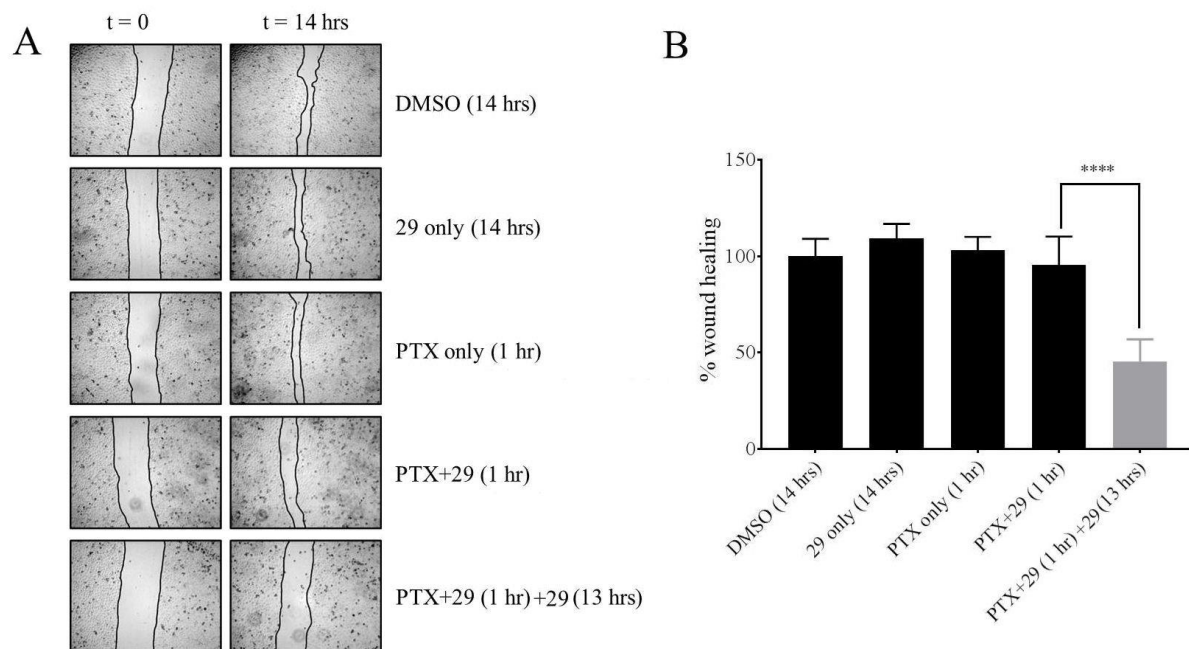 A
t = 0
t = 14 hrs
DMSO (14 hrs)
29 only (14 hrs)
PTX only (1 hr)
PTX+29 (1 hr)
PTX+29 (1 hr)+29 (13 hrs)
B
% wound healing
150
100
50
0
****
DMSO (14 hrs)
29 only (14 hrs)
PTX only (1 hr)
PTX+29 (1 hr)
PTX+29 (1 hr)+29 (13 hrs)